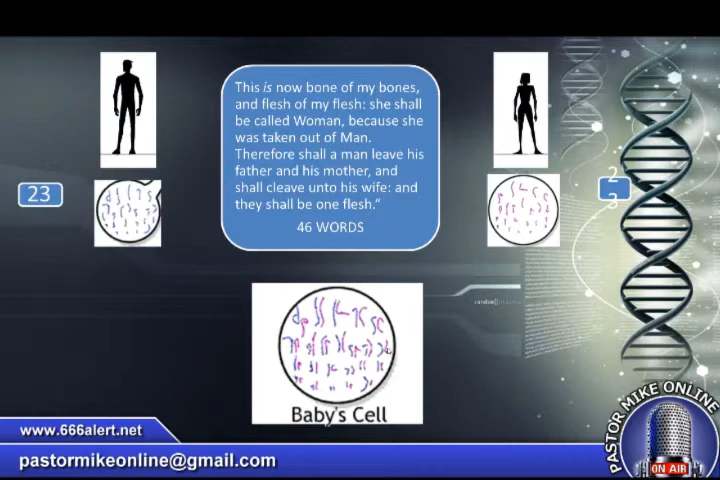 This is now bone of my bones,
and flesh of my flesh: she shall
be called Woman, because she
was taken out of Man.
Therefore shall a man leave his
father and his mother, and
shall cleave unto his wife: and
they shall be one flesh."
46 WORDS
23
2
3
Baby's Cell
www.666alert.net
pastormikeonline@gmail.com
PASTOR MIKE ONLINE
ON AIR